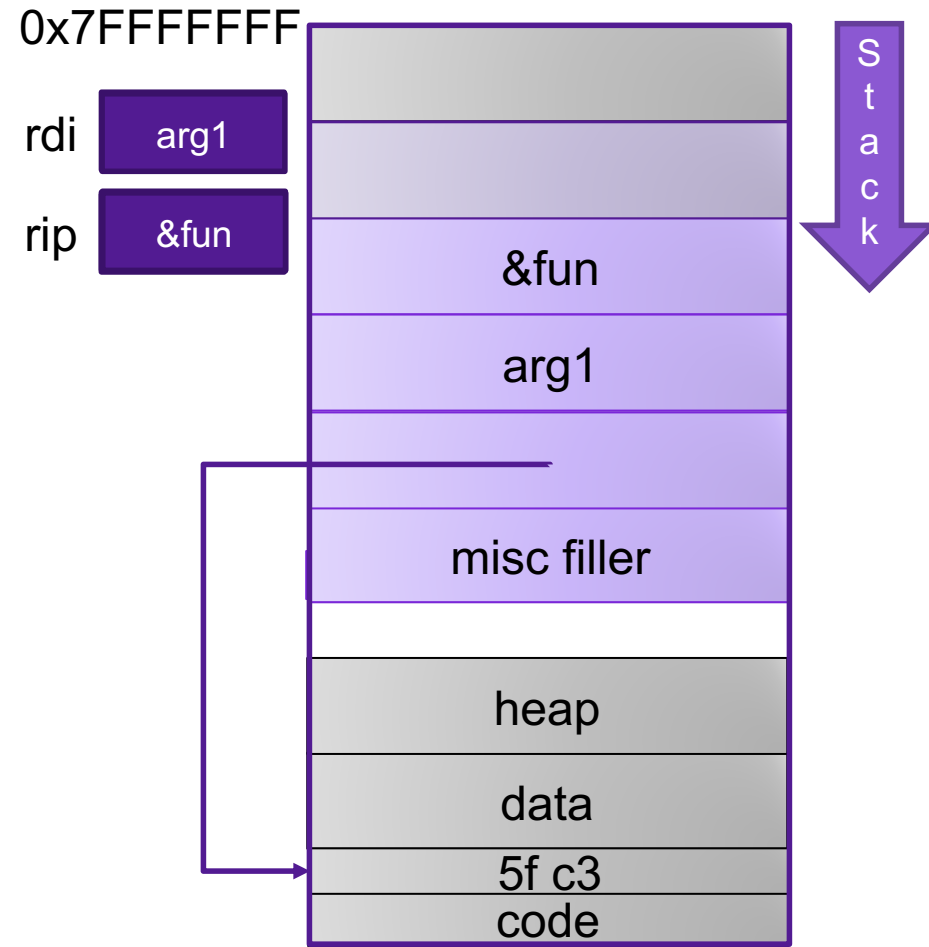 0x7FFFFFFF
rdi
arg1
rip
&fun
&fun
arg1
misc filler
heap
data
5f c3
code
S
t
a
c
k